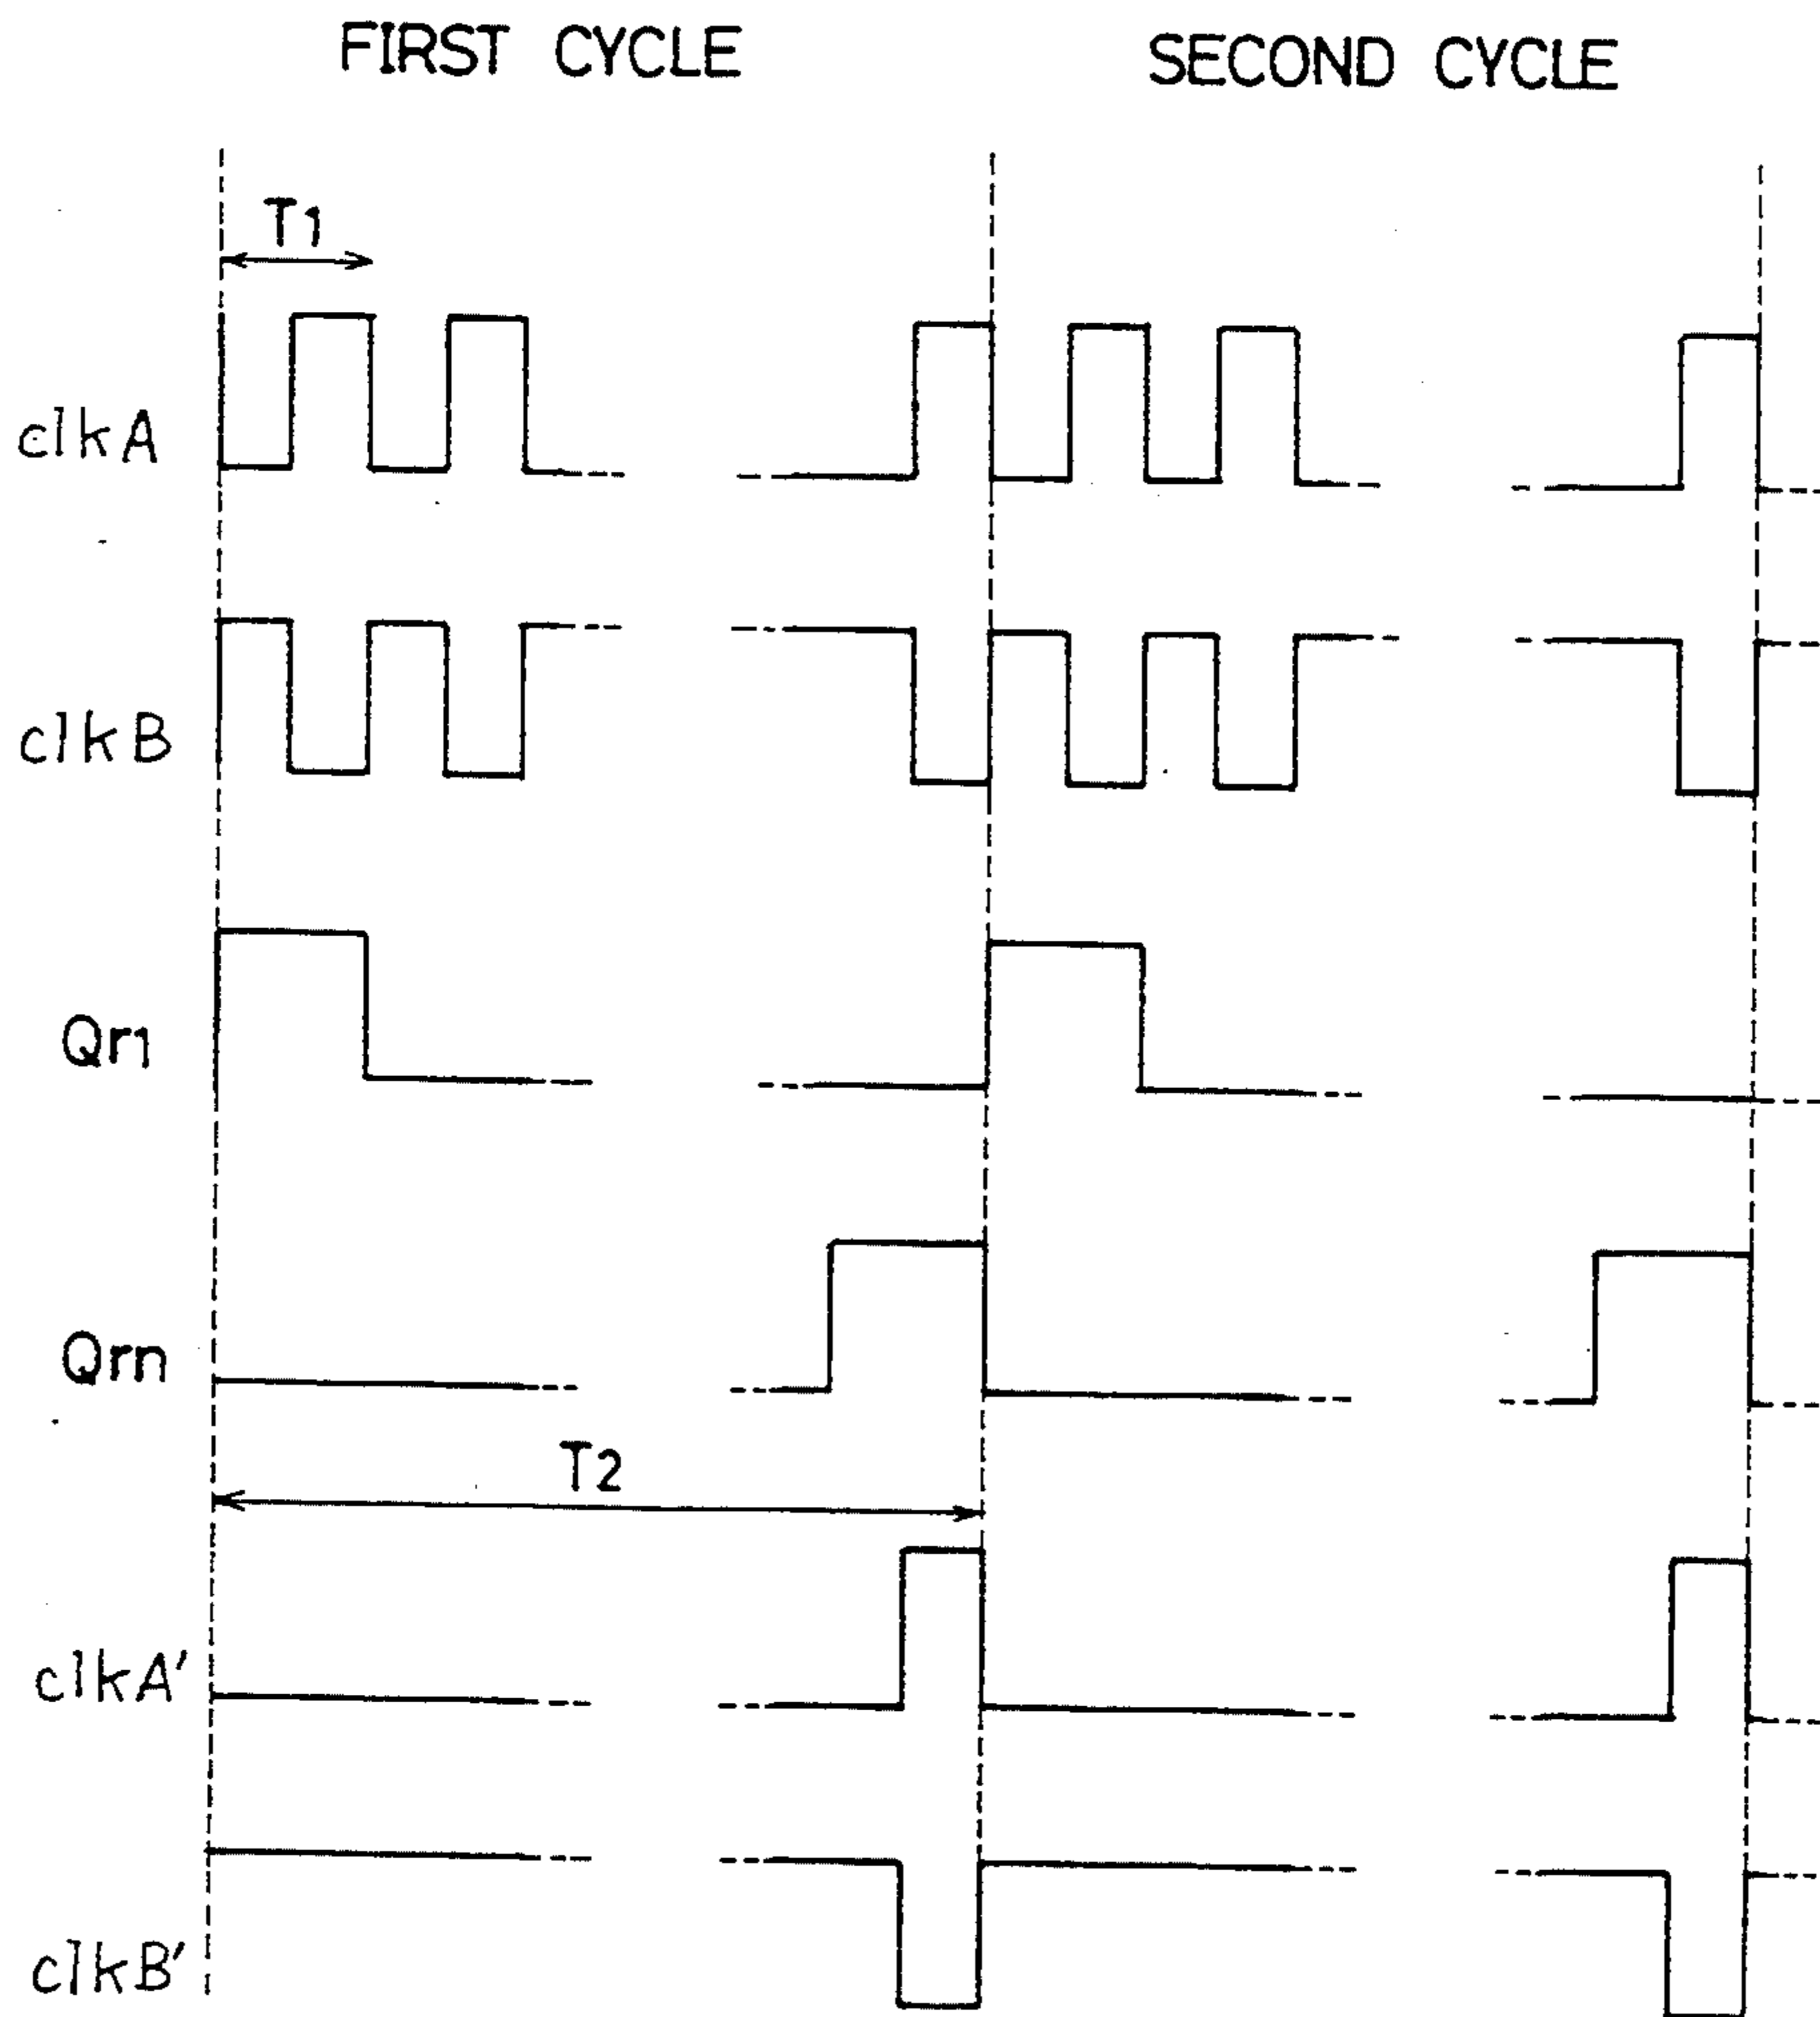 FIRST CYCLE
SECOND CYCLE
T1
clkA
clkB
Qr1
Qrn
T2
clkA'
clkB'